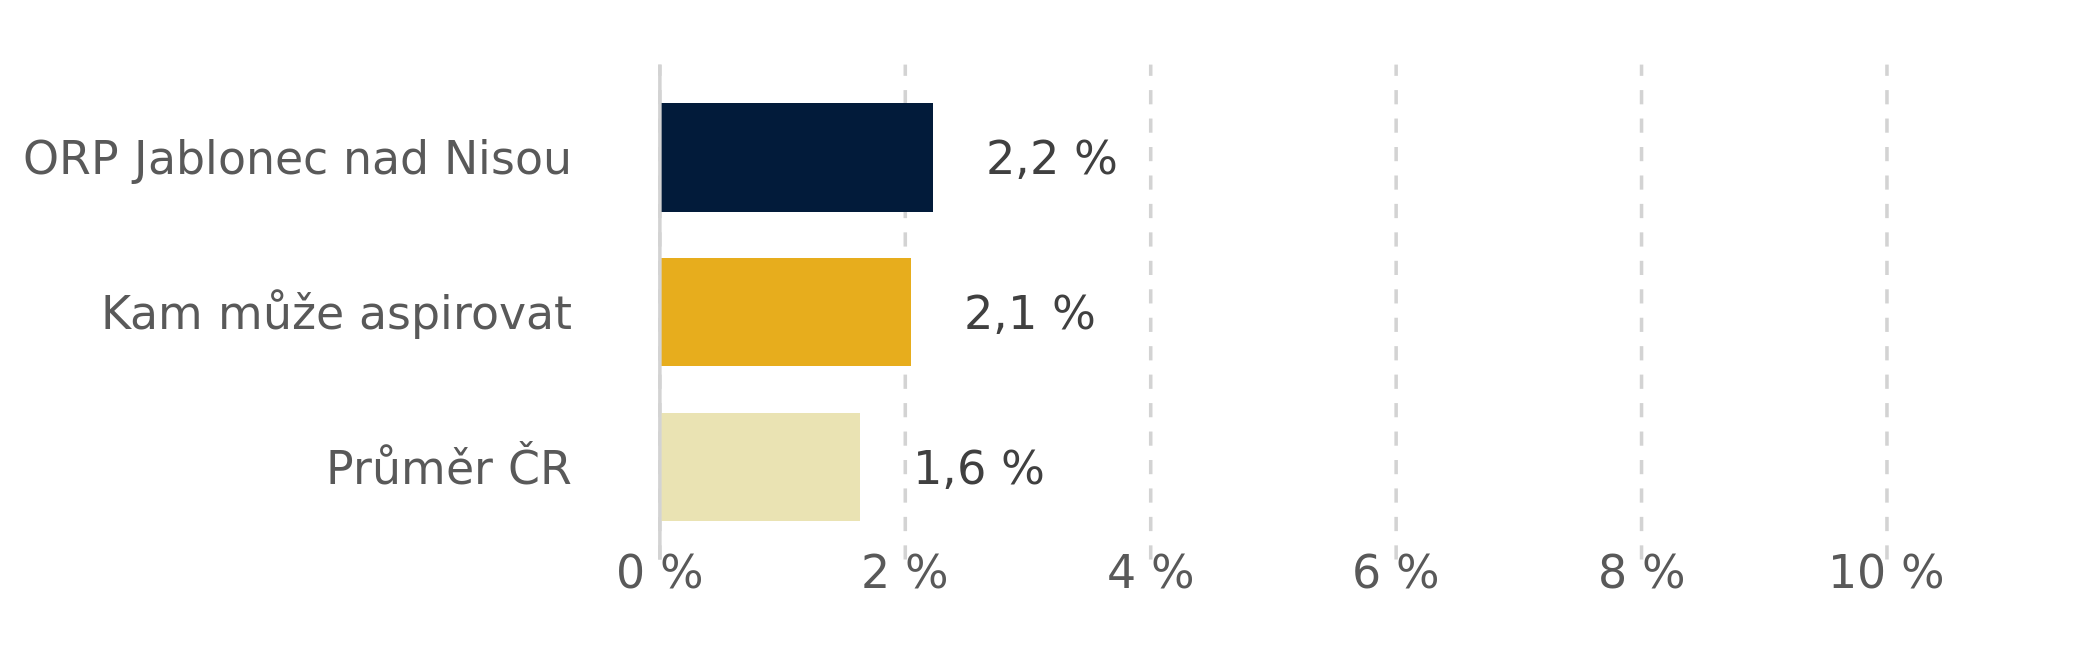 ORP Jablonec nad Nisou
2,2 %
Kam může aspirovat
2,1 %
Průměr ČR
1,6 %
0 % 2 % 4 % 6 % 8 % 10 %